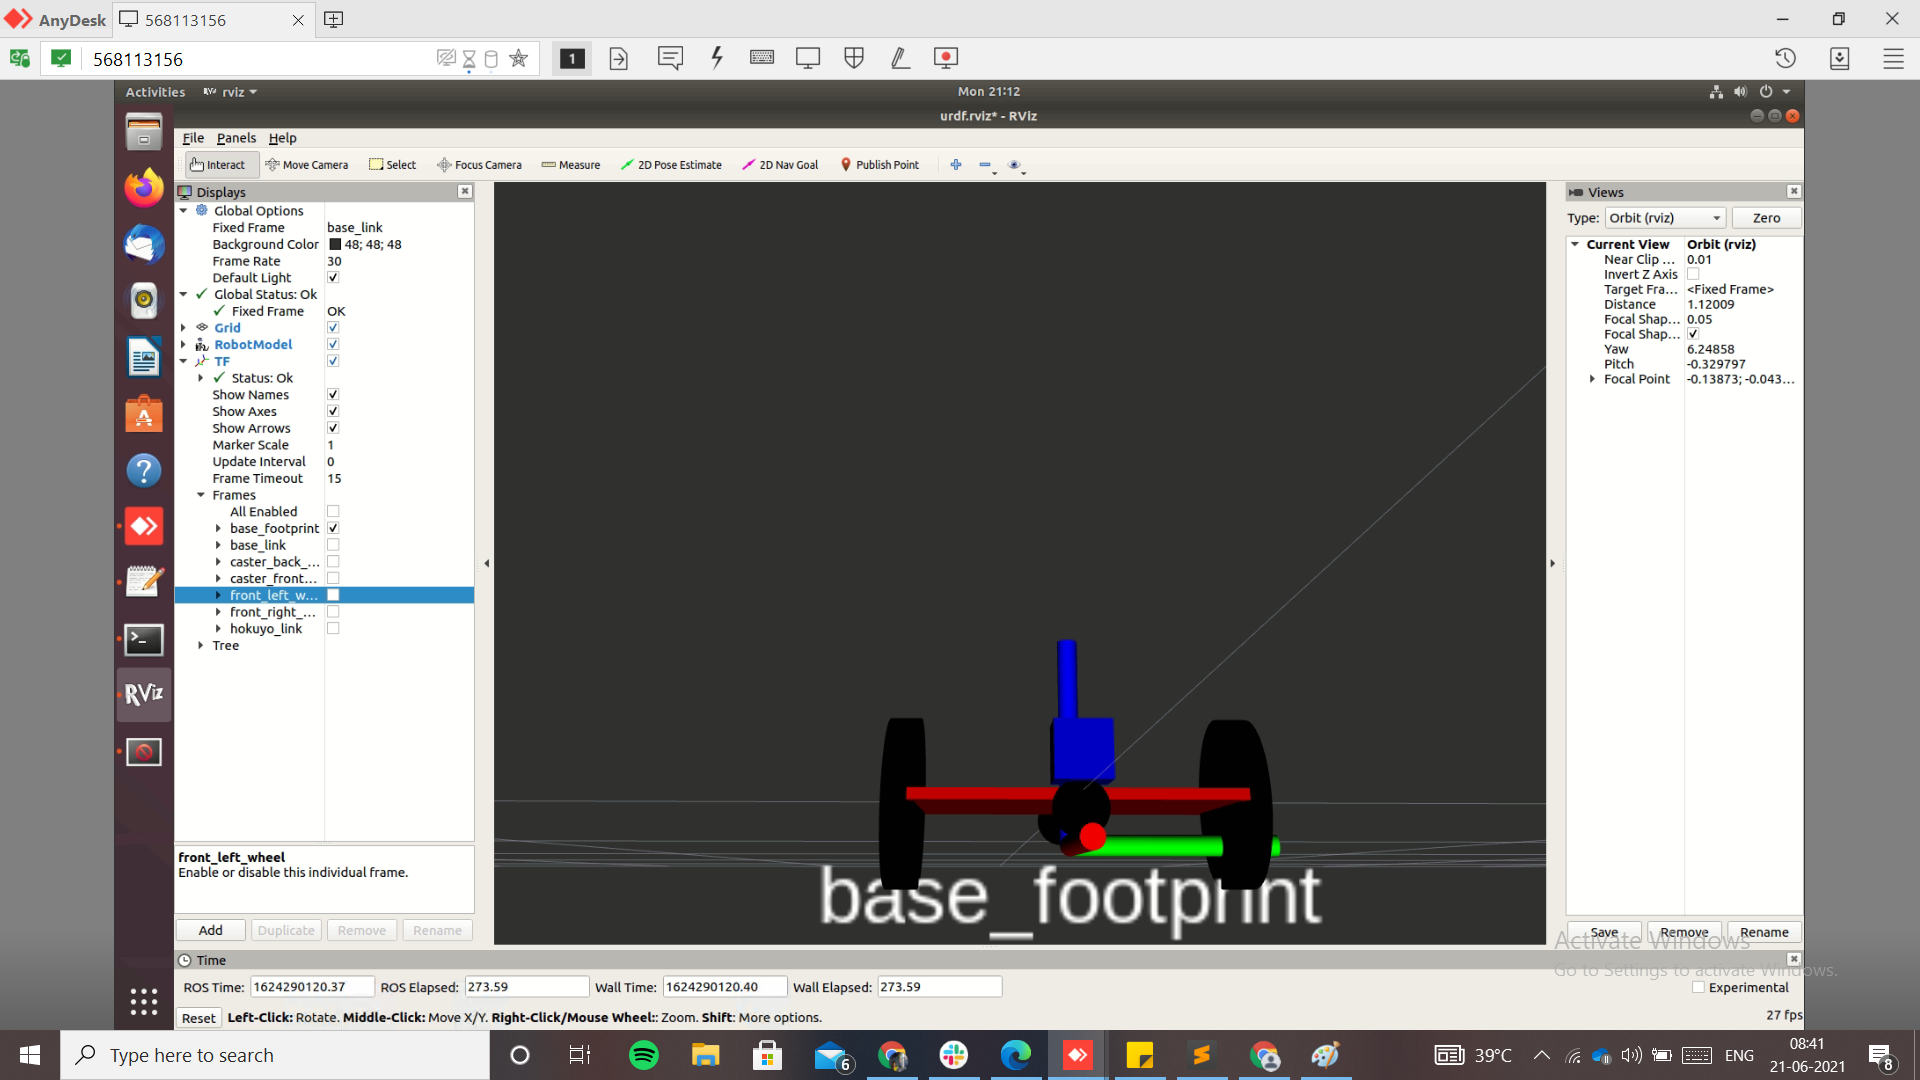 AnyDesk 568113156
568113156
1
Activities RViz rviz Mon 21:12
urdf.rviz* - RViz
File Panels Help
Interact Move Camera Select Focus Camera Measure 2D Pose Estimate 2D Nav Goal Publish Point
Displays
Global Options
Fixed Frame base_link
Background Color 48; 48; 48
Frame Rate 30
Default Light
Global Status: Ok
Fixed Frame OK
Grid
RobotModel
TF
Status: Ok
Show Names
Show Axes
Show Arrows
Marker Scale 1
Update Interval 0
Frame Timeout 15
Frames
All Enabled
base_footprint
base_link
caster_back_...
caster_front...
front_left_w...
front_right_...
hokuyo_link
Tree
front_left_wheel
Enable or disable this individual frame.
Add Duplicate Remove Rename
RViz
base_footprint
Views
Type: Orbit (rviz) Zero
Current View Orbit (rviz)
Near Clip ... 0.01
Invert Z Axis
Target Fra... <Fixed Frame>
Distance 1.12009
Focal Shap... 0.05
Focal Shap...
Yaw 6.24858
Pitch -0.329797
Focal Point -0.13873; -0.043...
Save Remove Rename
Activate Windows
Go to Settings to activate Windows.
Time
ROS Time: 1624290120.37 ROS Elapsed: 273.59 Wall Time: 1624290120.40 Wall Elapsed: 273.59 Experimental
Reset Left-Click: Rotate. Middle-Click: Move X/Y. Right-Click/Mouse Wheel:: Zoom. Shift: More options. 27 fps
Type here to search 6 39°C ENG 08:41
21-06-2021 8